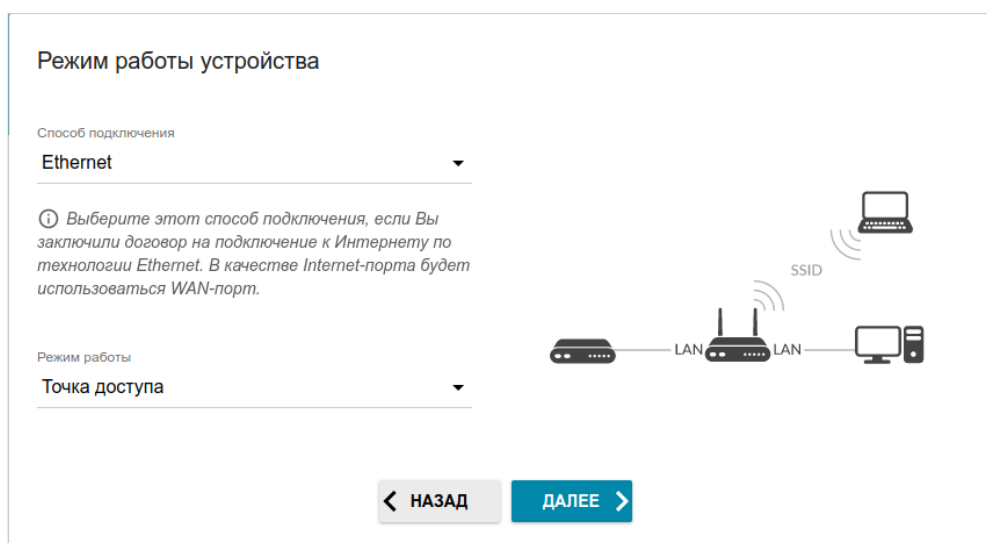 Режим работы устройства
Способ подключения
Ethernet
Выберите этот способ подключения, если Вы
заключили договор на подключение к Интернету по
технологии Ethernet. В качестве Internet-порта будет
использоваться WAN-порт.
SSID
LAN
LAN
Режим работы
Точка доступа
НАЗАД
ДАЛЕЕ